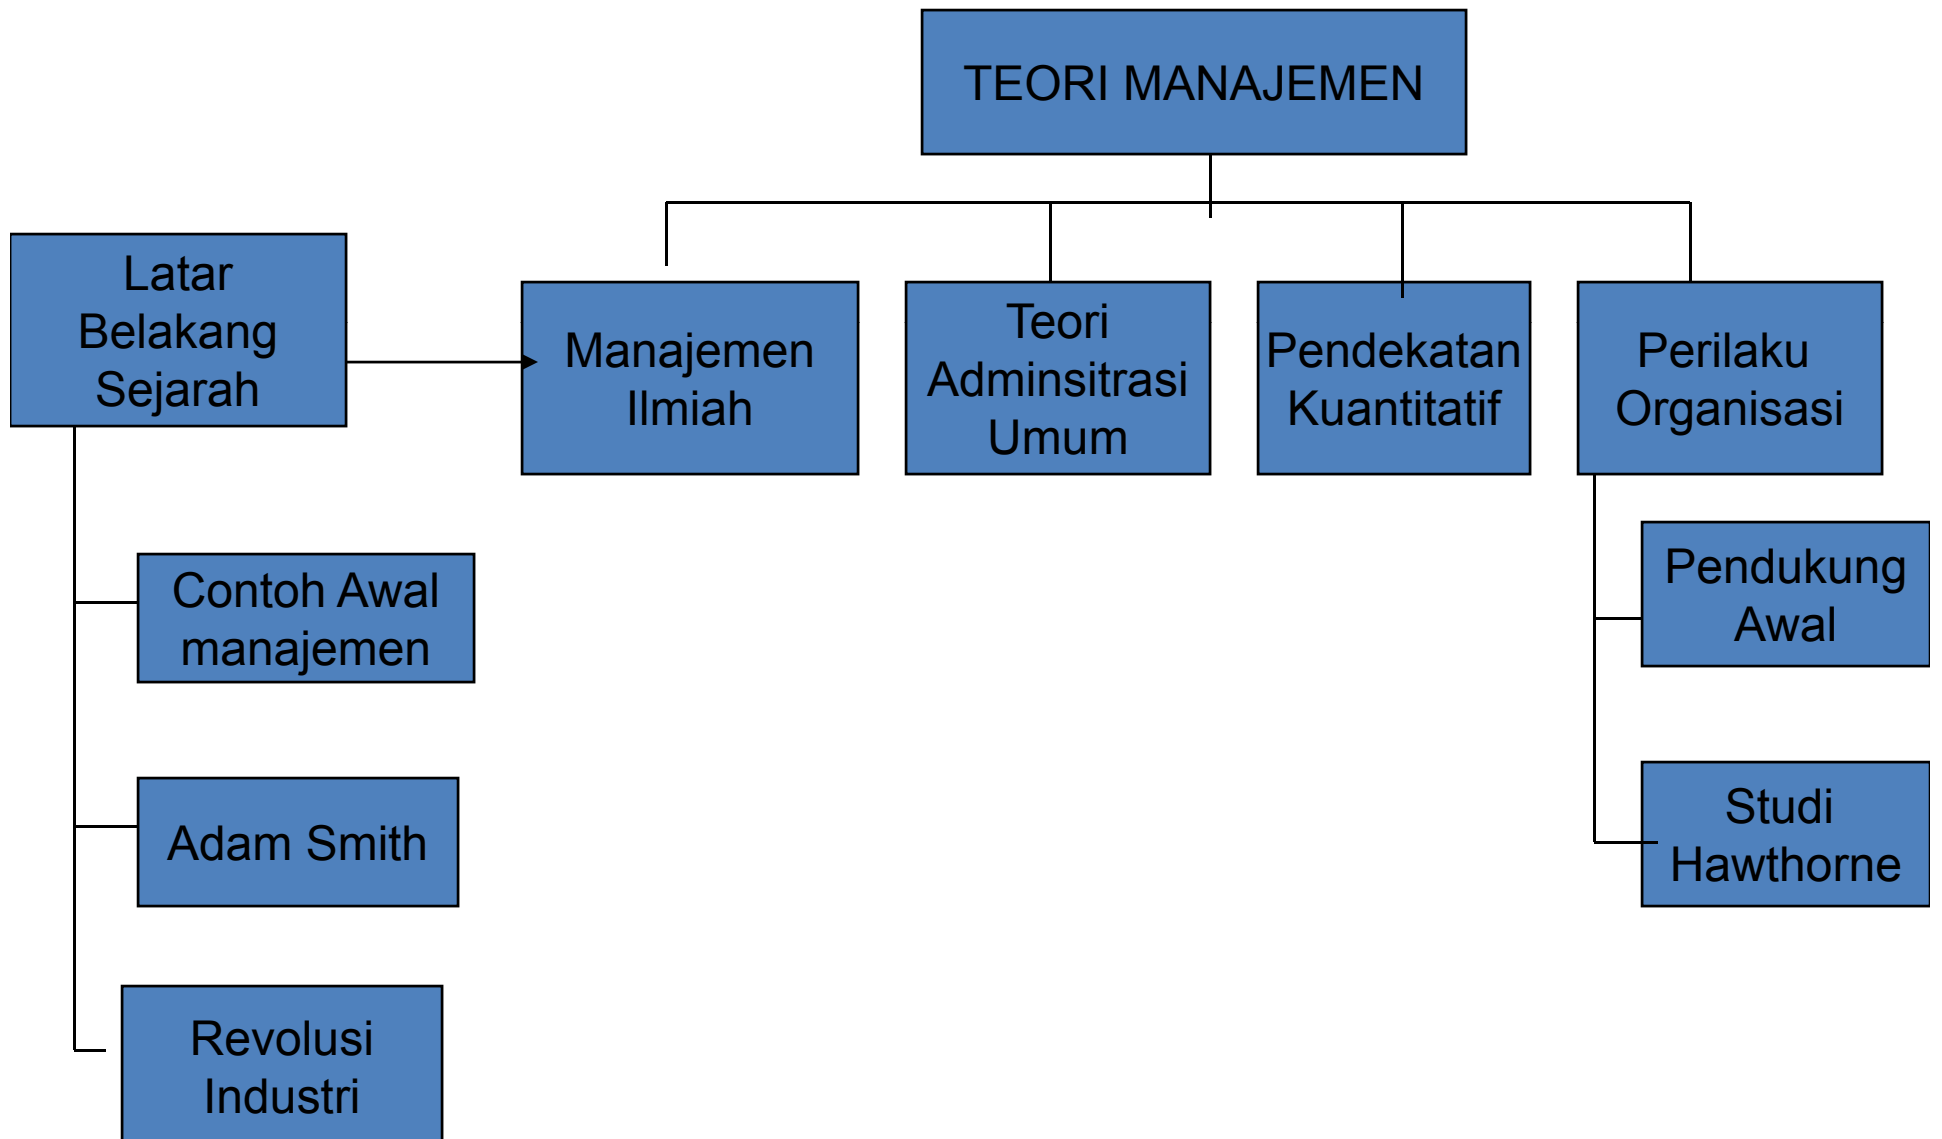 TEORI MANAJEMEN
Latar
Belakang
Sejarah
Manajemen
Ilmiah
Teori
Adminsitrasi
Umum
Pendekatan
Kuantitatif
Perilaku
Organisasi
Contoh Awal
manajemen
Adam Smith
Revolusi
Industri
Pendukung
Awal
Studi
Hawthorne